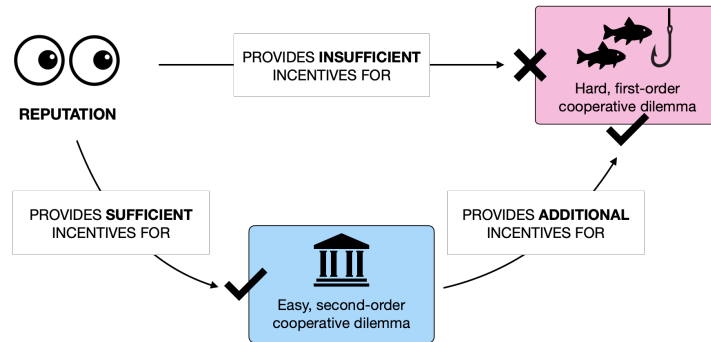 PROVIDES INSUFFICIENT
INCENTIVES FOR
Hard, first-order
cooperative dilemma
REPUTATION
PROVIDES SUFFICIENT
INCENTIVES FOR
PROVIDES ADDITIONAL
INCENTIVES FOR
Easy, second-order
cooperative dilemma